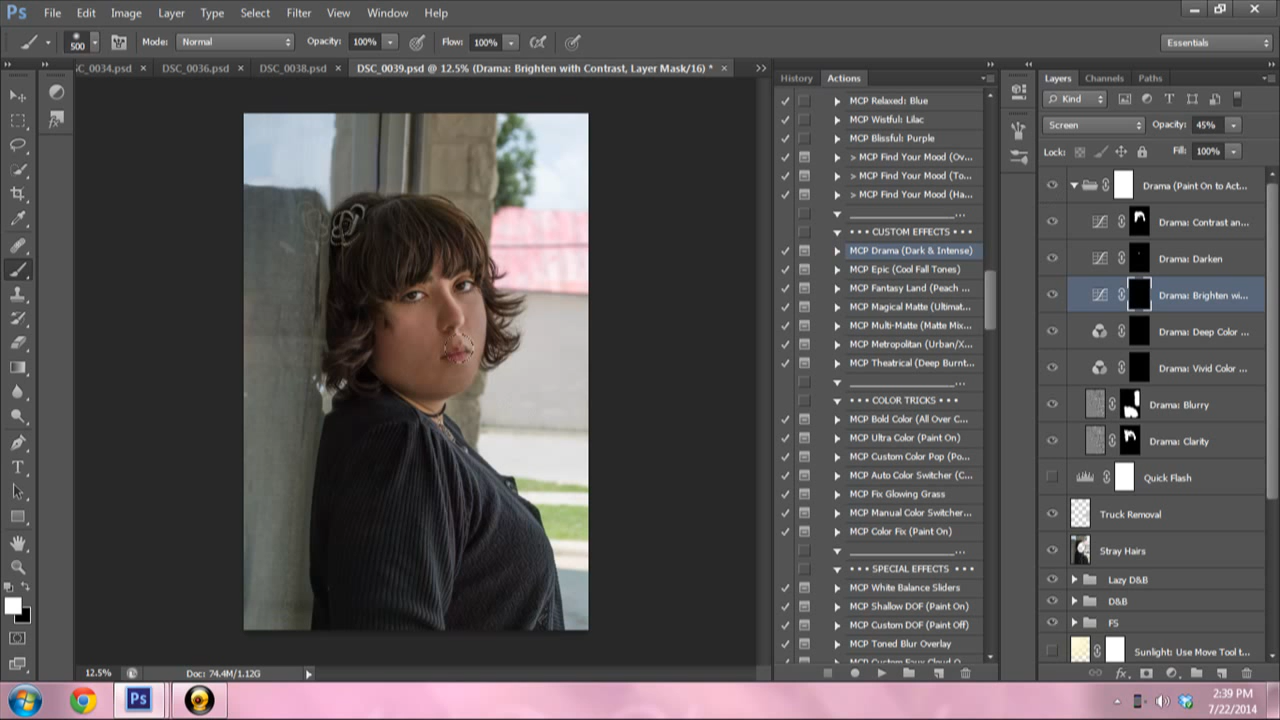 Ps File Edit Image Layer Type Select Filter View Window Help
500 Mode: Normal Opacity: 100% Flow: 100% Essentials
SC_0034.psd × DSC_0036.psd × DSC_0038.psd × DSC_0039.psd @ 12.5% (Drama: Brighten with Contrast, Layer Mask/16) * ×
History Actions
MCP Relaxed: Blue
MCP Wistful: Lilac
MCP Blissful: Purple
> MCP Find Your Mood (Ov...
> MCP Find Your Mood (To...
> MCP Find Your Mood (Ha...
• • • CUSTOM EFFECTS • • •
MCP Drama (Dark & Intense)
MCP Epic (Cool Fall Tones)
MCP Fantasy Land (Peach ...
MCP Magical Matte (Ultimat...
MCP Multi-Matte (Matte Mix...
MCP Metropolitan (Urban/X...
MCP Theatrical (Deep Burnt...
• • • COLOR TRICKS • • •
MCP Bold Color (All Over C...
MCP Ultra Color (Paint On)
MCP Custom Color Pop (Po...
MCP Auto Color Switcher (C...
MCP Fix Glowing Grass
MCP Manual Color Switcher...
MCP Color Fix (Paint On)
• • • SPECIAL EFFECTS • • •
MCP White Balance Sliders
MCP Shallow DOF (Paint On)
MCP Custom DOF (Paint Off)
MCP Toned Blur Overlay
MCP Custom Faux Cloud O
Layers Channels Paths
Kind
Screen Opacity: 45%
Lock: Fill: 100%
Drama (Paint On to Act...
Drama: Contrast an...
Drama: Darken
Drama: Brighten wi...
Drama: Deep Color ...
Drama: Vivid Color ...
Drama: Blurry
Drama: Clarity
Quick Flash
Truck Removal
Stray Hairs
Lazy D&B
D&B
FS
Sunlight: Use Move Tool t...
12.5% Doc: 74.4M/1.12G
Ps
2:39 PM
7/22/2014